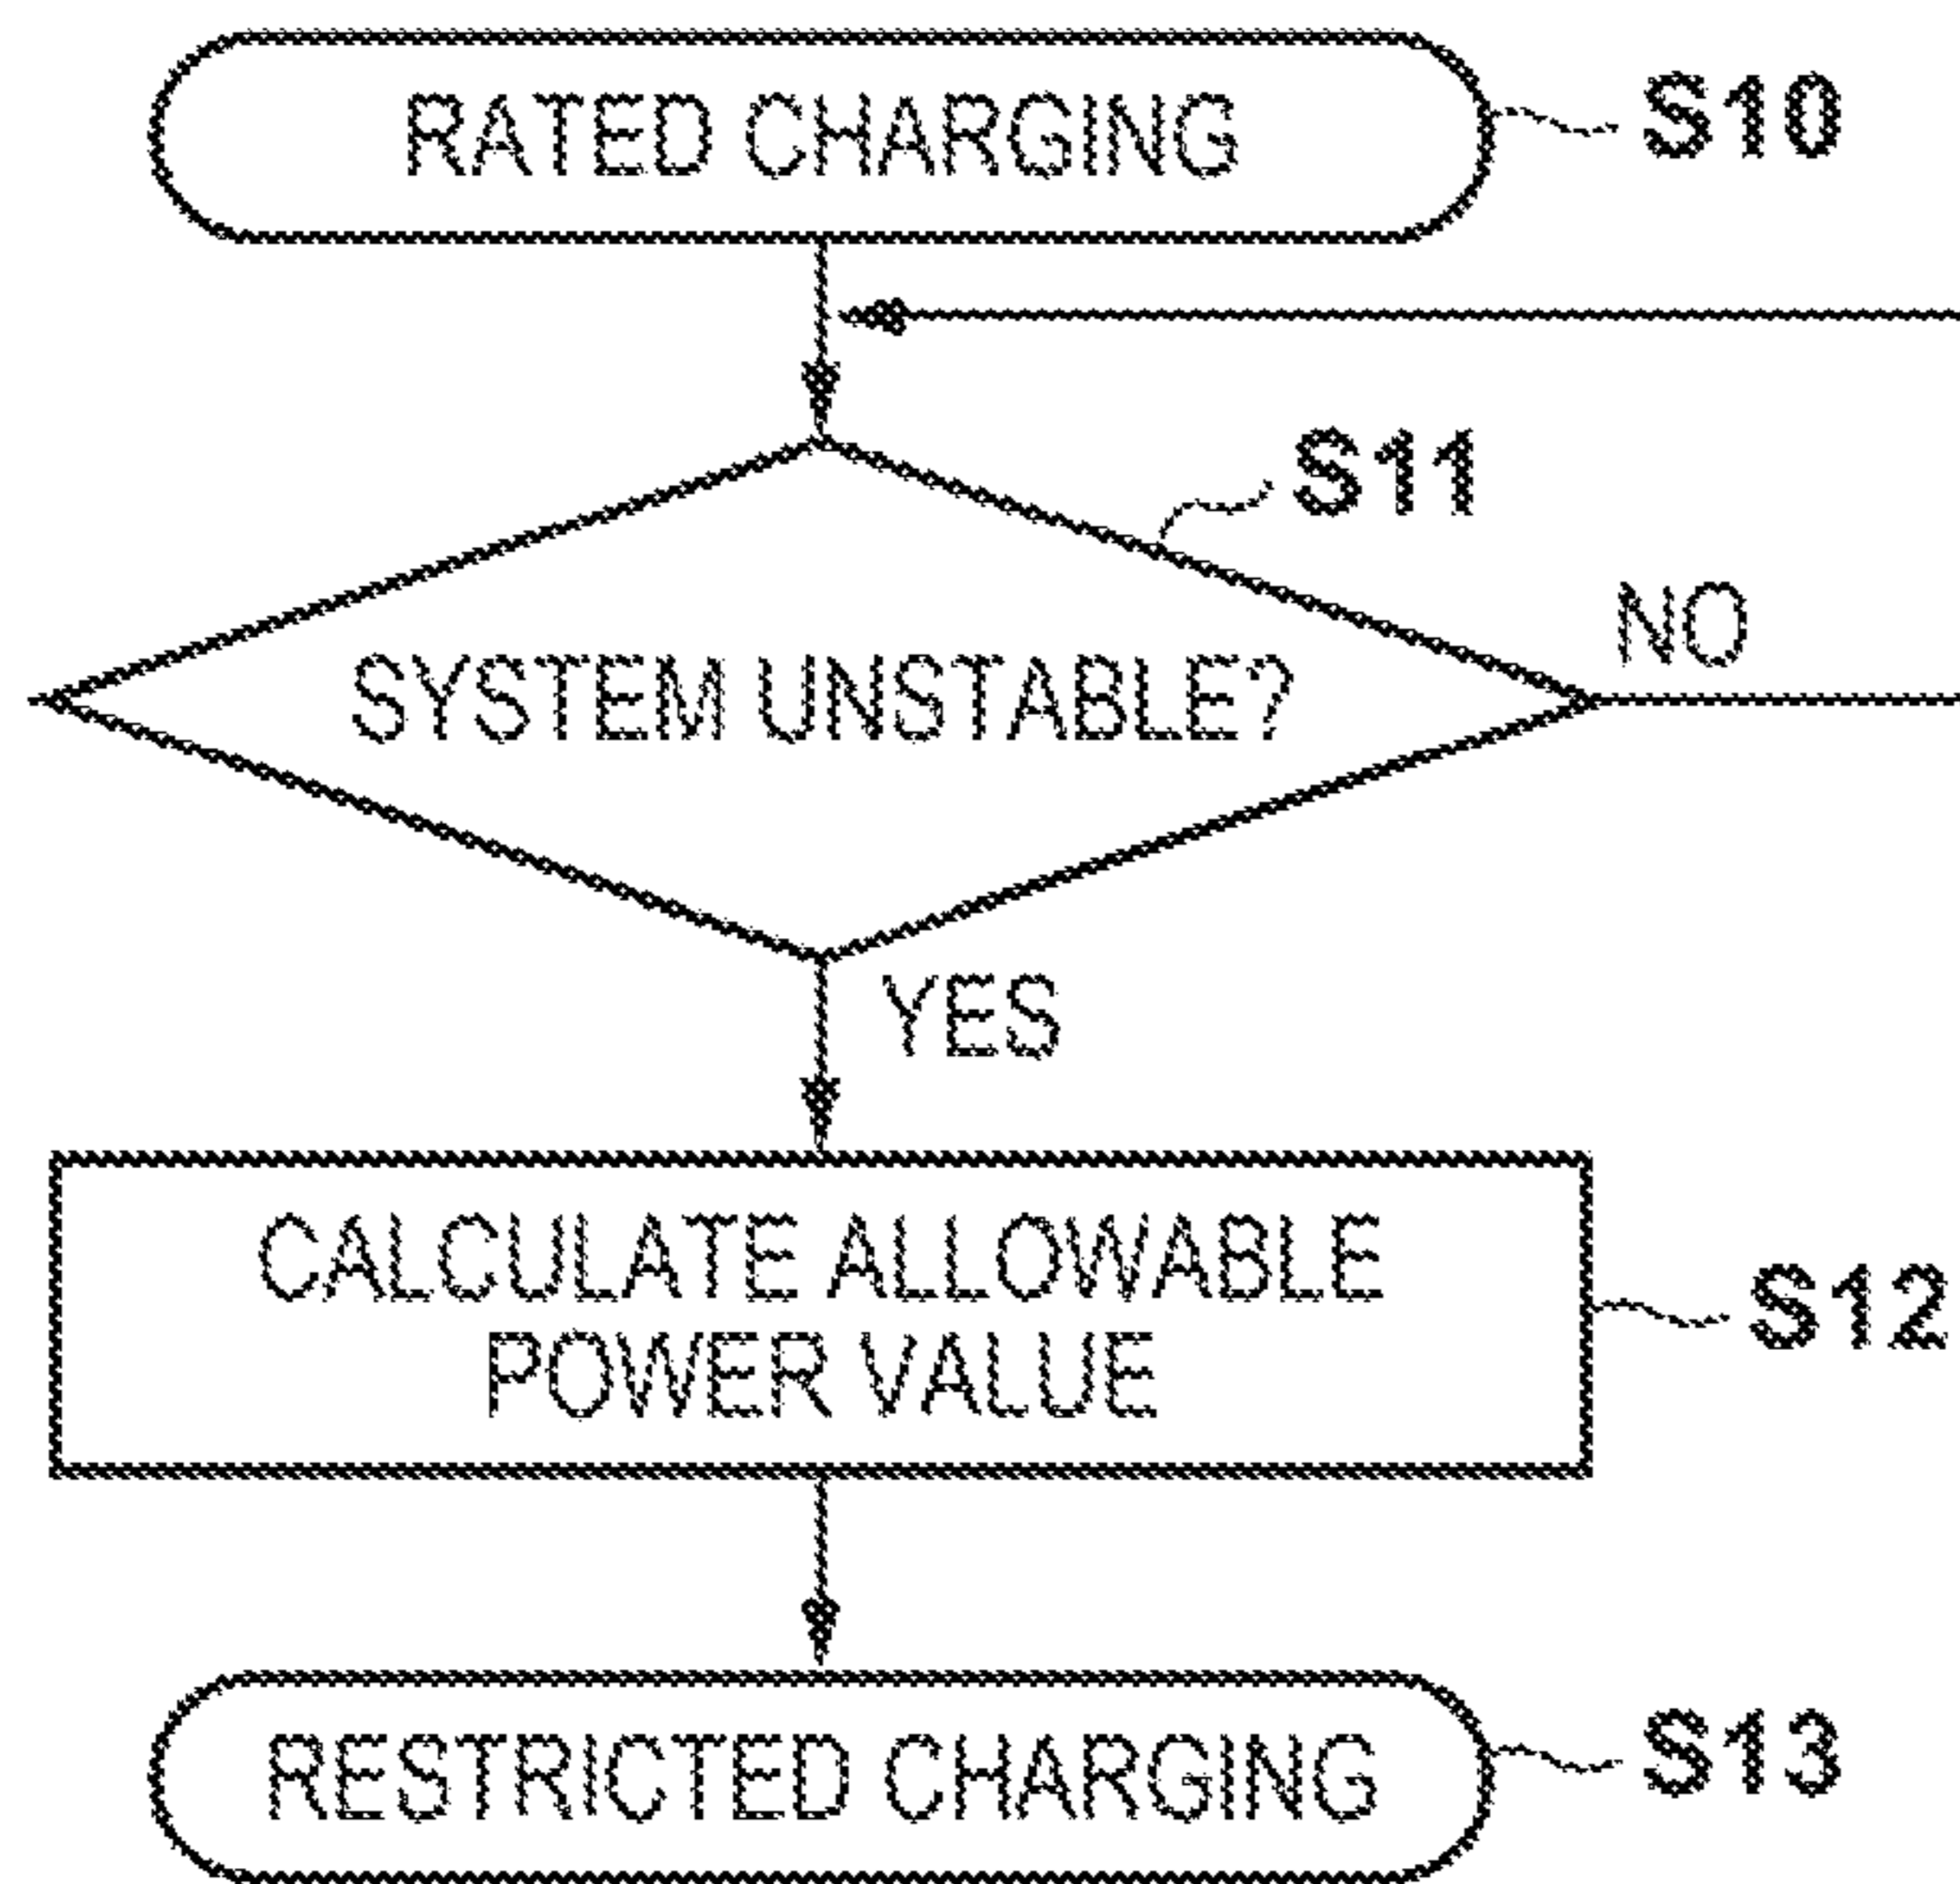 RATED CHARGING
S10
S11
SYSTEM UNSTABLE?
NO
YES
CALCULATE ALLOWABLE
POWER VALUE
S12
RESTRICTED CHARGING
S13